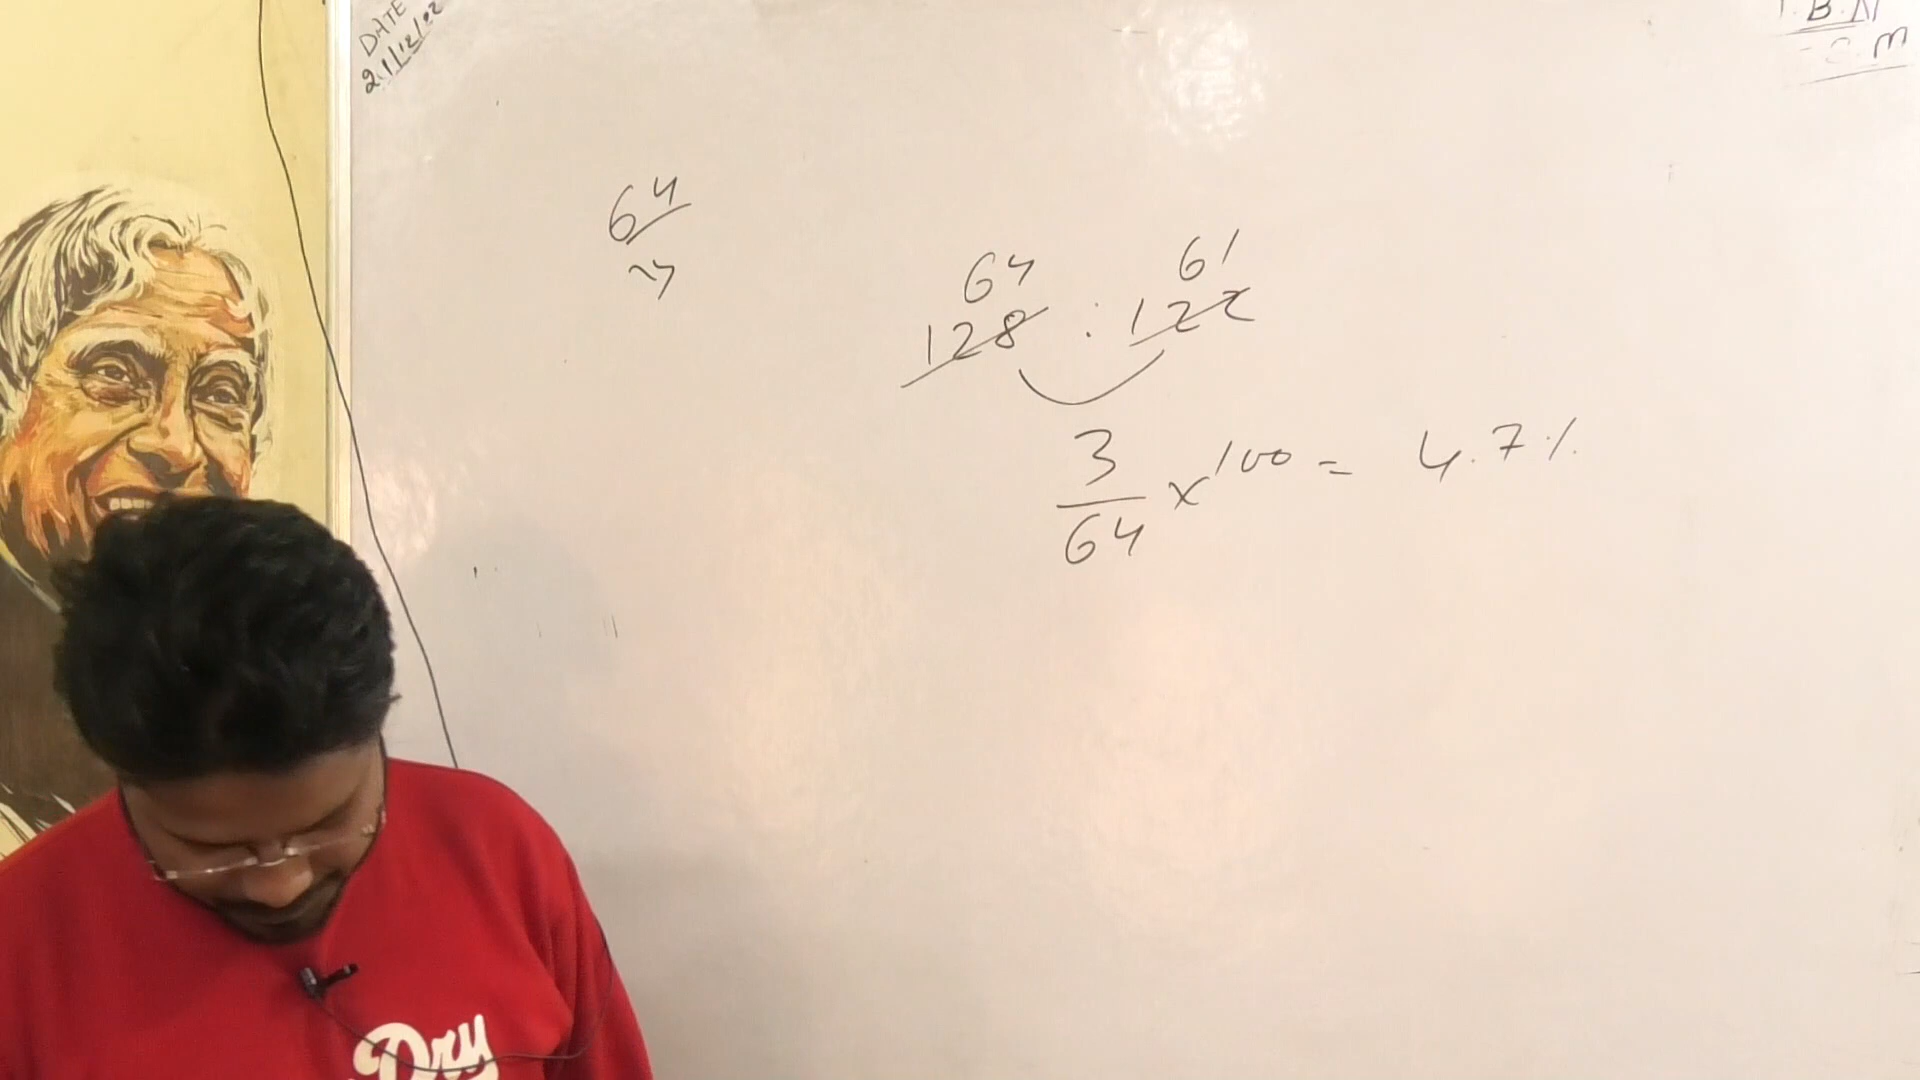 DATE
21/12/22
B.N
64
64 61
128 : 122
3/64 × 100 = 4.7%
Dry